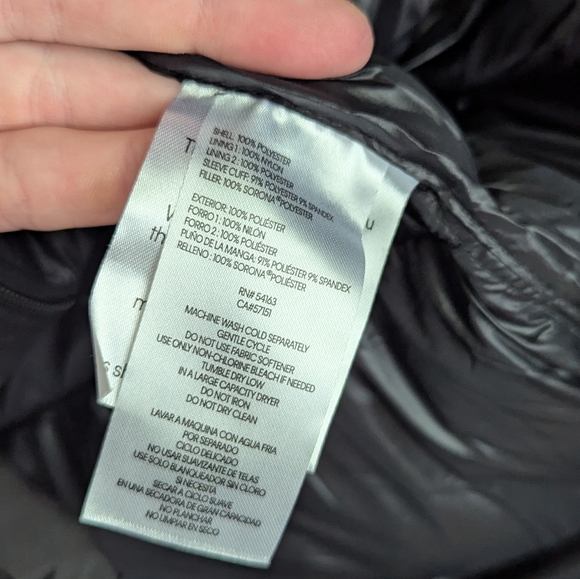 SHELL: 100% POLYESTER
LINING 1: 100% NYLON
LINING 2: 100% POLYESTER
SLEEVE CUFF: 91% POLYESTER 9% SPANDEX
FILLER: 100% SORONA® POLYESTER
EXTERIOR: 100% POLIÉSTER
FORRO 1: 100% NILÓN
FORRO 2: 100% POLIÉSTER
PUÑO DE LA MANGA: 91% POLIÉSTER 9% SPANDEX
RELLENO: 100% SORONA® POLIÉSTER
RN# 54163
CA#57151
MACHINE WASH COLD SEPARATELY
GENTLE CYCLE
DO NOT USE FABRIC SOFTENER
USE ONLY NON-CHLORINE BLEACH IF NEEDED
TUMBLE DRY LOW
IN A LARGE CAPACITY DRYER
DO NOT IRON
DO NOT DRY CLEAN
LAVAR A MAQUINA CON AGUA FRIA
POR SEPARADO
CICLO DELICADO
NO USAR SUAVIZANTE DE TELAS
USE SOLO BLANQUEADOR SIN CLORO
SI NECESITA
SECAR A CICLO SUAVE
EN UNA SECADORA DE GRAN CAPACIDAD
NO PLANCHAR
NO LIMPIAR EN SECO